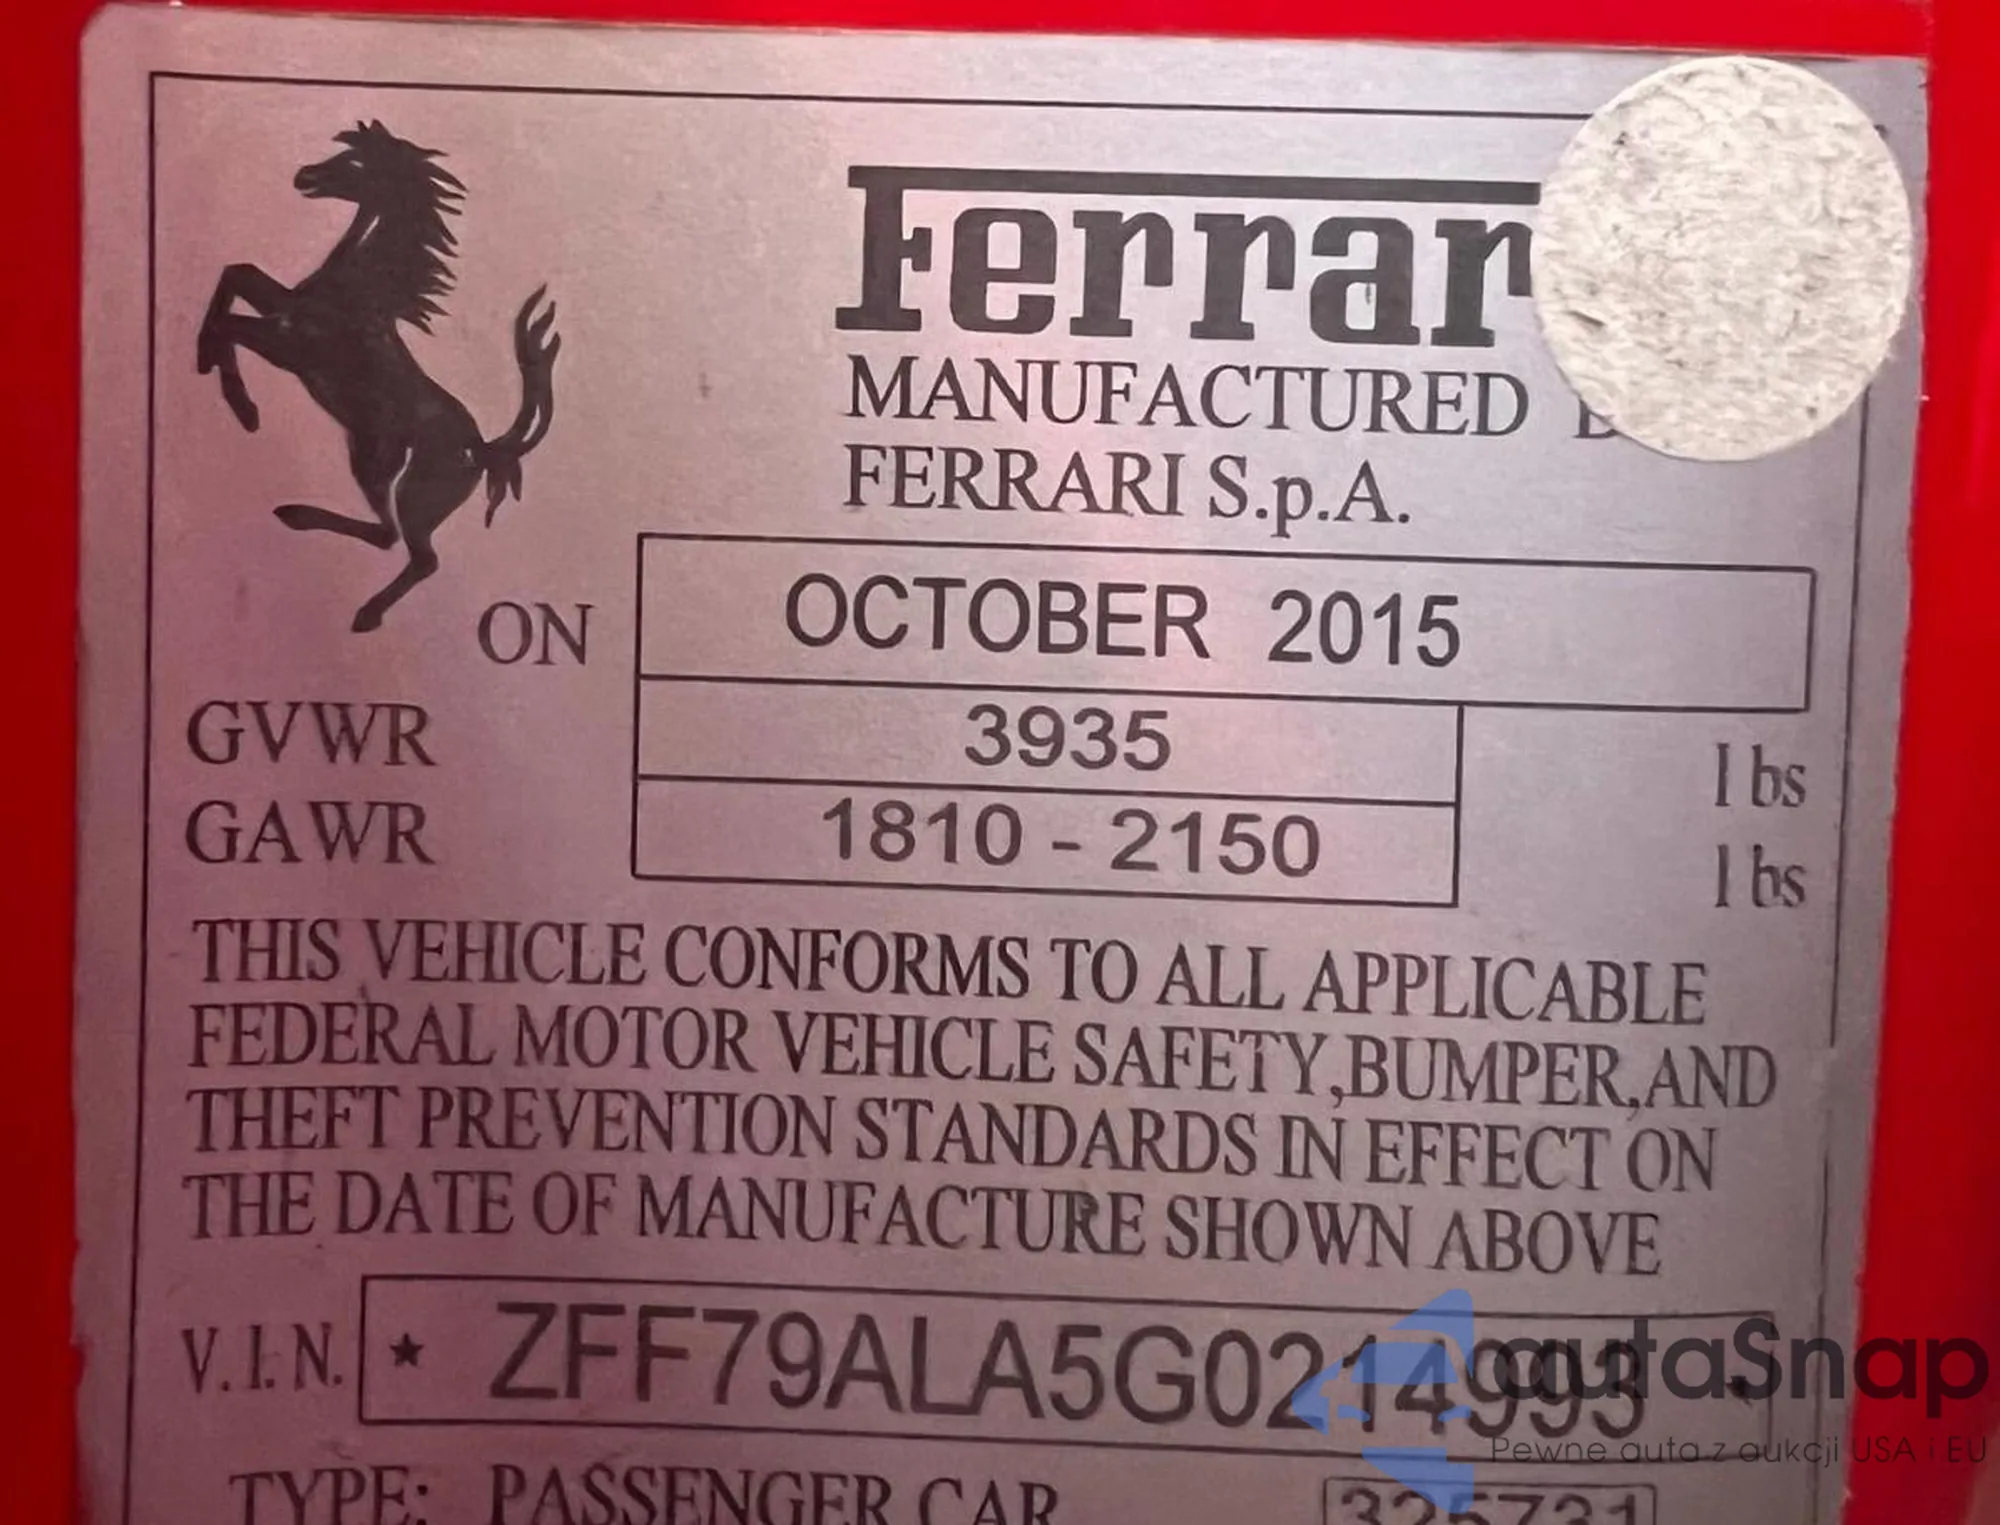 Ferrar
MANUFACTURED B
FERRARI S.p.A.
ON OCTOBER 2015
GVWR 3935 lbs
GAWR 1810 - 2150 lbs
THIS VEHICLE CONFORMS TO ALL APPLICABLE
FEDERAL MOTOR VEHICLE SAFETY,BUMPER,AND
THEFT PREVENTION STANDARDS IN EFFECT ON
THE DATE OF MANUFACTURE SHOWN ABOVE
V.I.N. ★ ZFF79ALA5G0214993 ★
autaSnap
Pewne auta z aukcji USA i EU
TYPE: PASSENGER CAR 325731